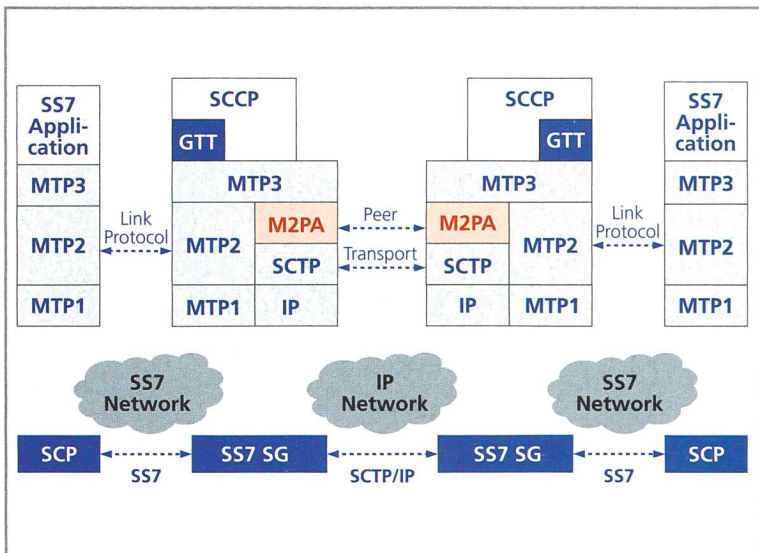 SS7
Appli-
cation
MTP3
MTP2
MTP1
Link
Protocol
SCCP
GTT
MTP3
MTP2
M2PA
SCTP
MTP1
IP
Peer
Transport
SCCP
GTT
MTP3
M2PA
MTP2
SCTP
IP
MTP1
Link
Protocol
SS7
Appli-
cation
MTP3
MTP2
MTP1
SS7
Network
IP
Network
SS7
Network
SCP
SS7
SS7 SG
SCTP/IP
SS7 SG
SS7
SCP